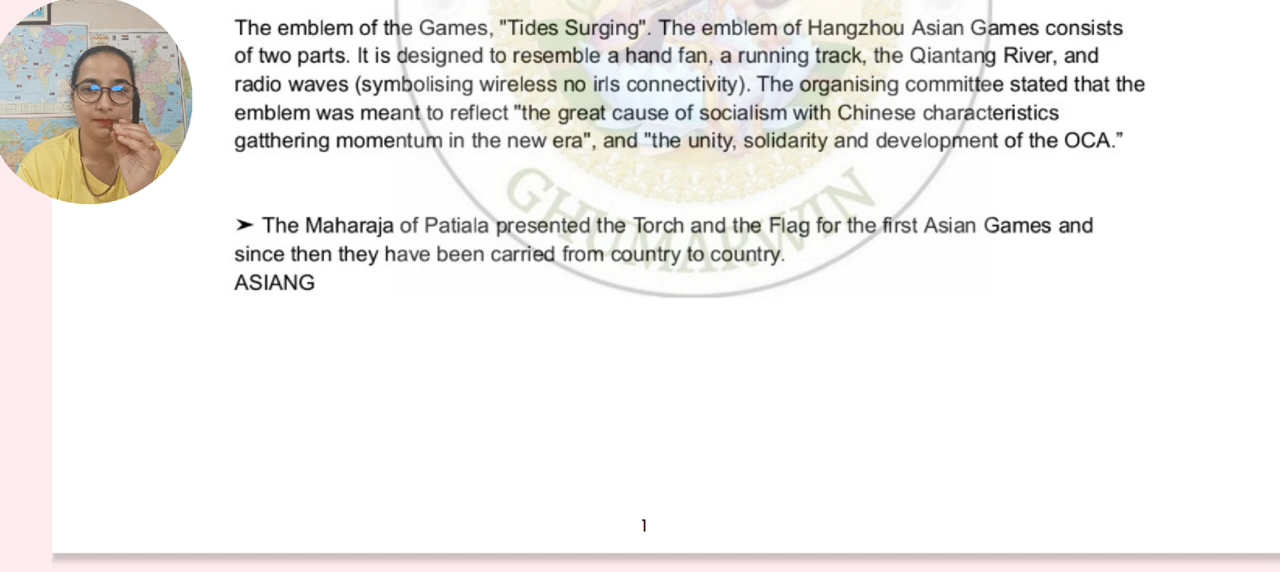 The emblem of the Games, "Tides Surging". The emblem of Hangzhou Asian Games consists
of two parts. It is designed to resemble a hand fan, a running track, the Qiantang River, and
radio waves (symbolising wireless no irls connectivity). The organising committee stated that the
emblem was meant to reflect "the great cause of socialism with Chinese characteristics
gatthering momentum in the new era", and "the unity, solidarity and development of the OCA.”
GHUMARWIN
➤ The Maharaja of Patiala presented the Torch and the Flag for the first Asian Games and
since then they have been carried from country to country.
ASIANG
1